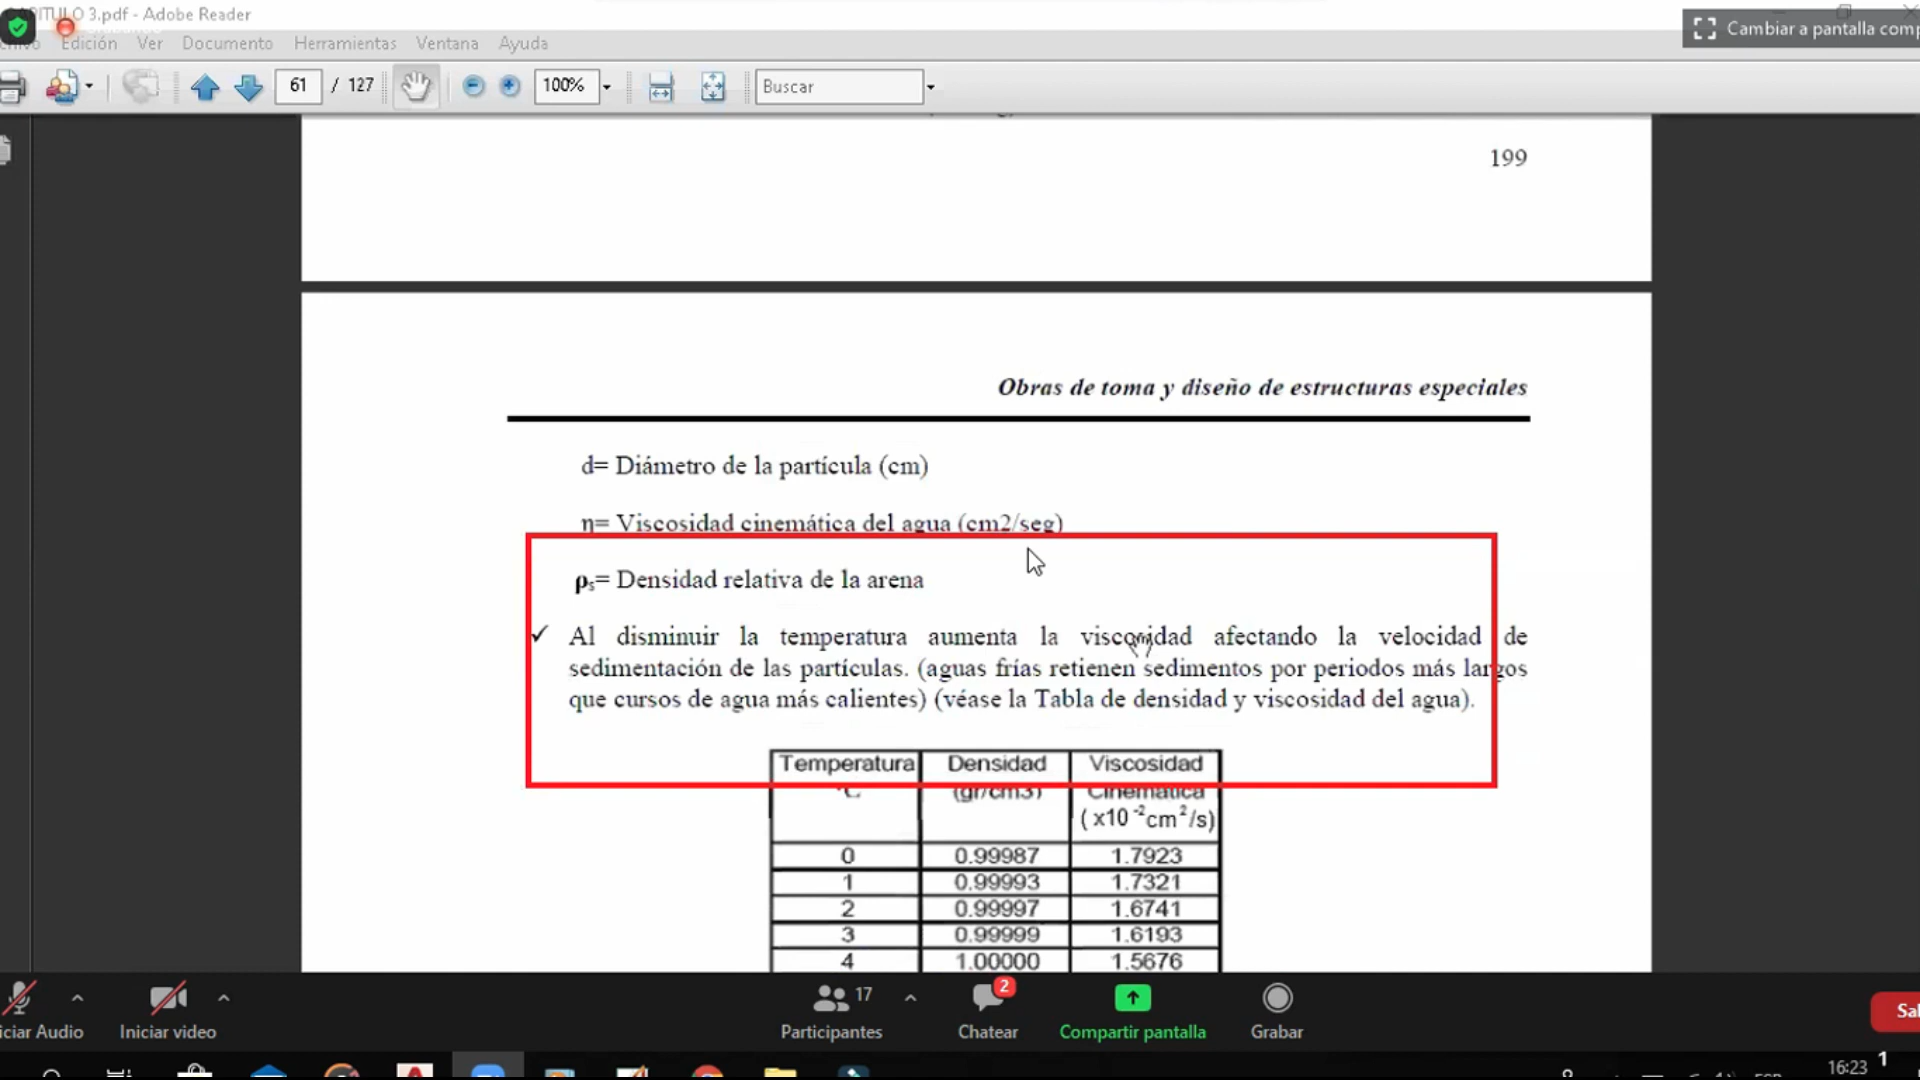 CAPITULO 3.pdf - Adobe Reader
Cambiar a pantalla comp
Edición Ver Documento Herramientas Ventana Ayuda
61 / 127 100% Buscar
199
Obras de toma y diseño de estructuras especiales
d= Diámetro de la partícula (cm)
η= Viscosidad cinemática del agua (cm2/seg)
ρs= Densidad relativa de la arena
✓ Al disminuir la temperatura aumenta la viscosidad afectando la velocidad de
sedimentación de las partículas. (aguas frías retienen sedimentos por periodos más largos
que cursos de agua más calientes) (véase la Tabla de densidad y viscosidad del agua).
Temperatura Densidad Viscosidad
°C (gr/cm3) Cinemática
( x10 -2 cm2/s)
0 0.99987 1.7923
1 0.99993 1.7321
2 0.99997 1.6741
3 0.99999 1.6193
4 1.00000 1.5676
17 2
iciar Audio Iniciar video Participantes Chatear Compartir pantalla Grabar Sal
16:23 1